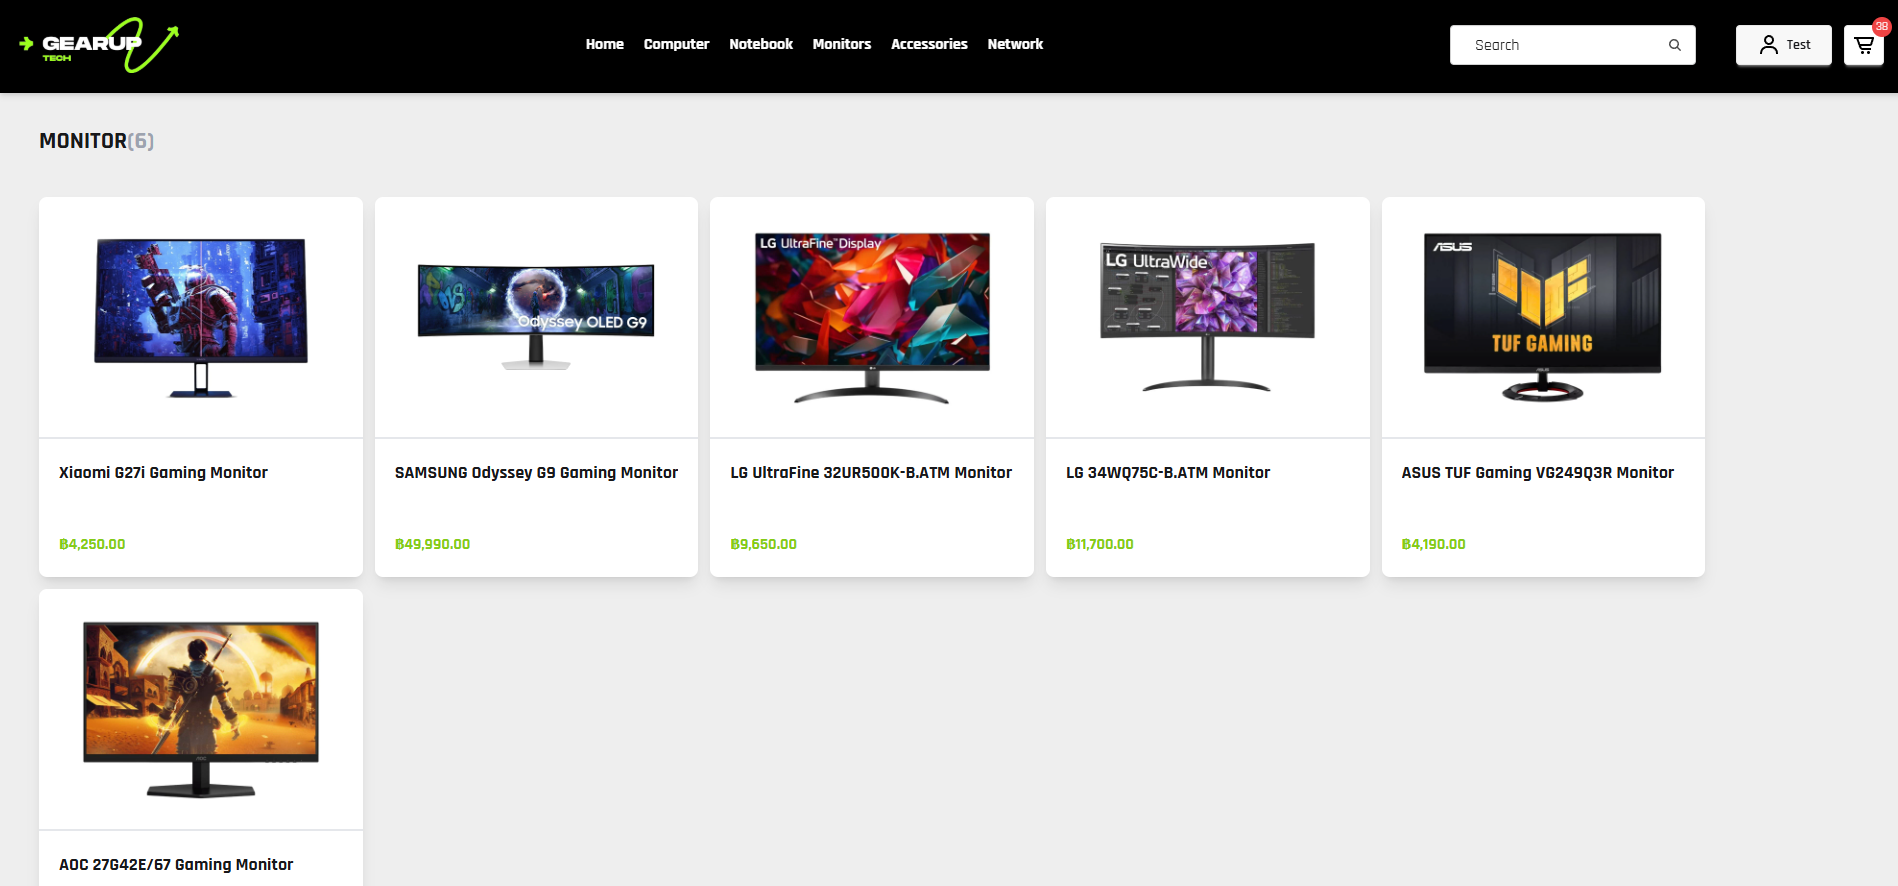 GEARUP
TECH
Home Computer Notebook Monitors Accessories Network
Search
Test
38
MONITOR(6)
LG UltraFine™ Display
LG UltraWide
ASUS
TUF GAMING
Odyssey OLED G9
Xiaomi G27i Gaming Monitor
฿4,250.00
SAMSUNG Odyssey G9 Gaming Monitor
฿49,990.00
LG UltraFine 32UR500K-B.ATM Monitor
฿9,650.00
LG 34WQ75C-B.ATM Monitor
฿11,700.00
ASUS TUF Gaming VG249Q3R Monitor
฿4,190.00
AOC 27G42E/67 Gaming Monitor